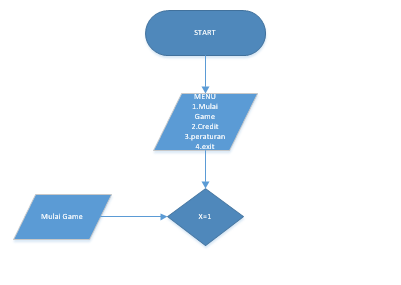 START
MENU
1.Mulai
Game
2.Credit
3.peraturan
4.exit
Mulai Game
X=1